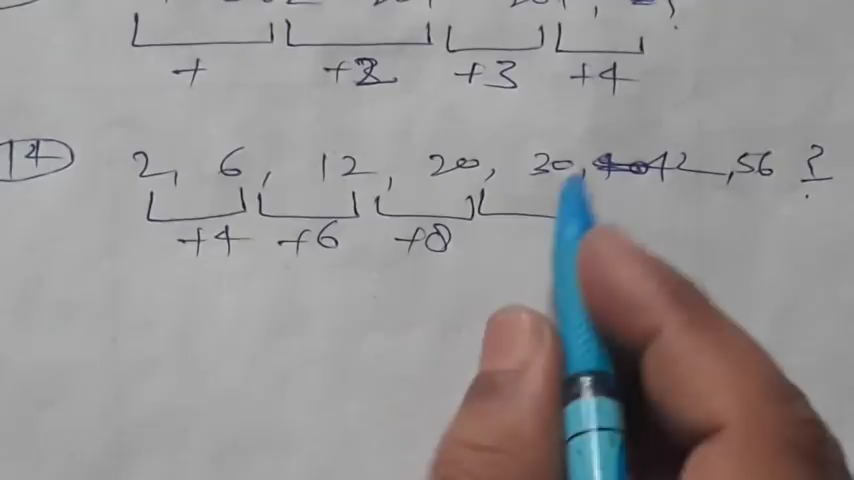 ?
+ +2 +3 +4
14 2, 6, 12, 20, 30, 42, 56 ?
+4 +6 +8